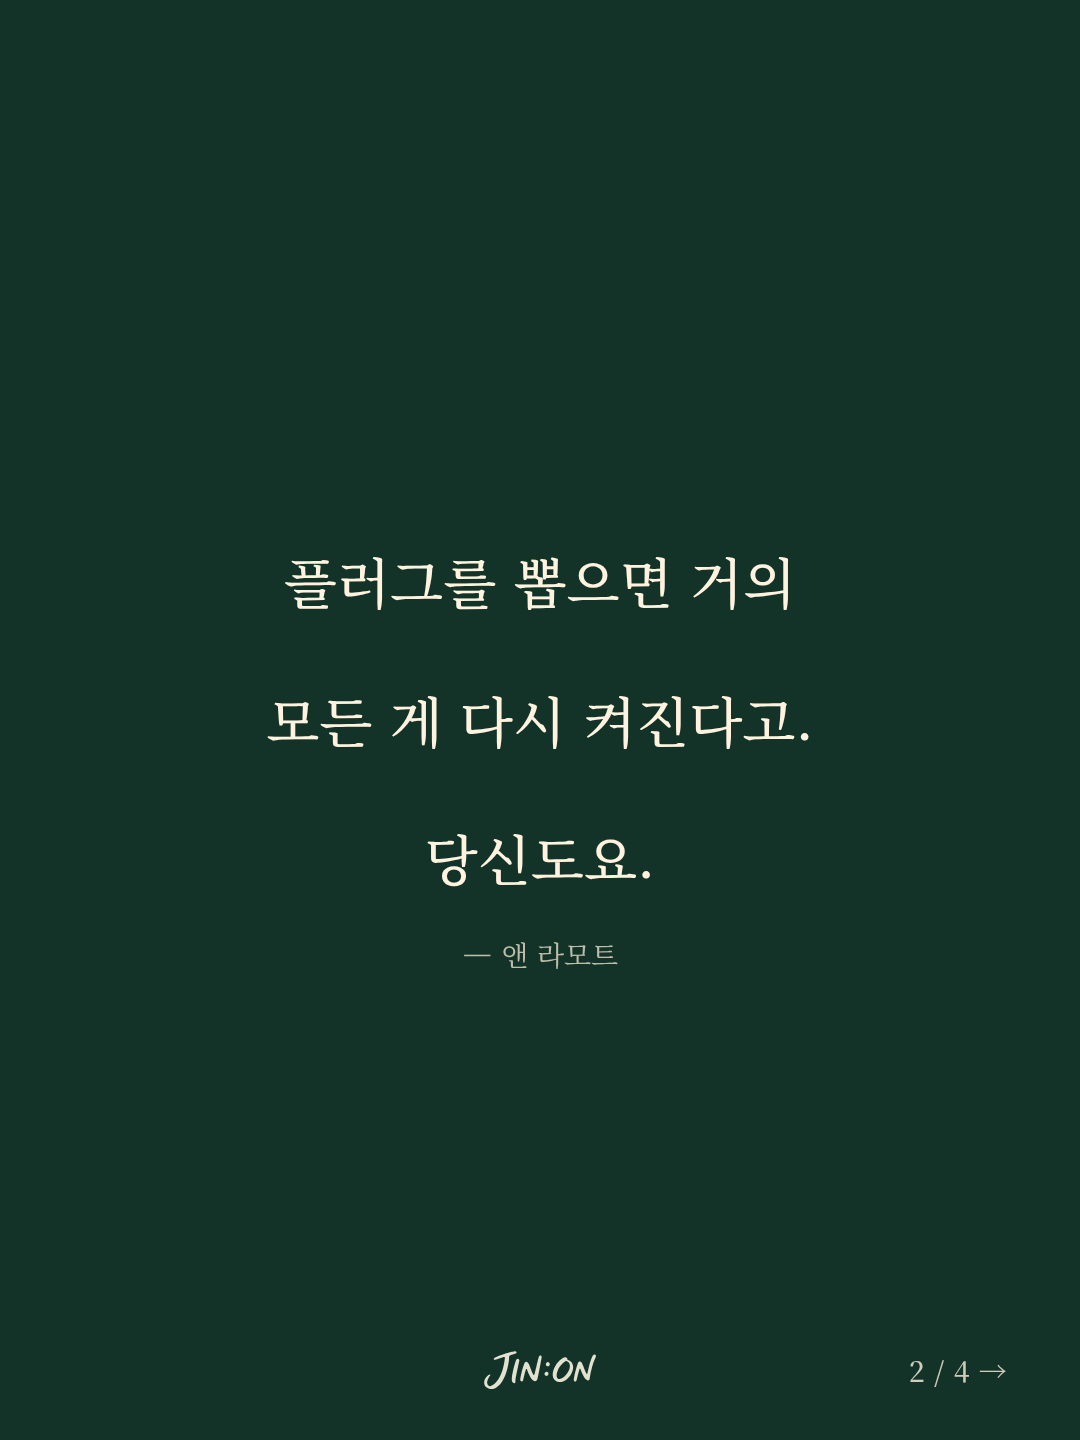 플러그를 뽑으면 거의
모든 게 다시 켜진다고.
당신도요.
— 앤 라모트
JIN:ON
2 / 4 →